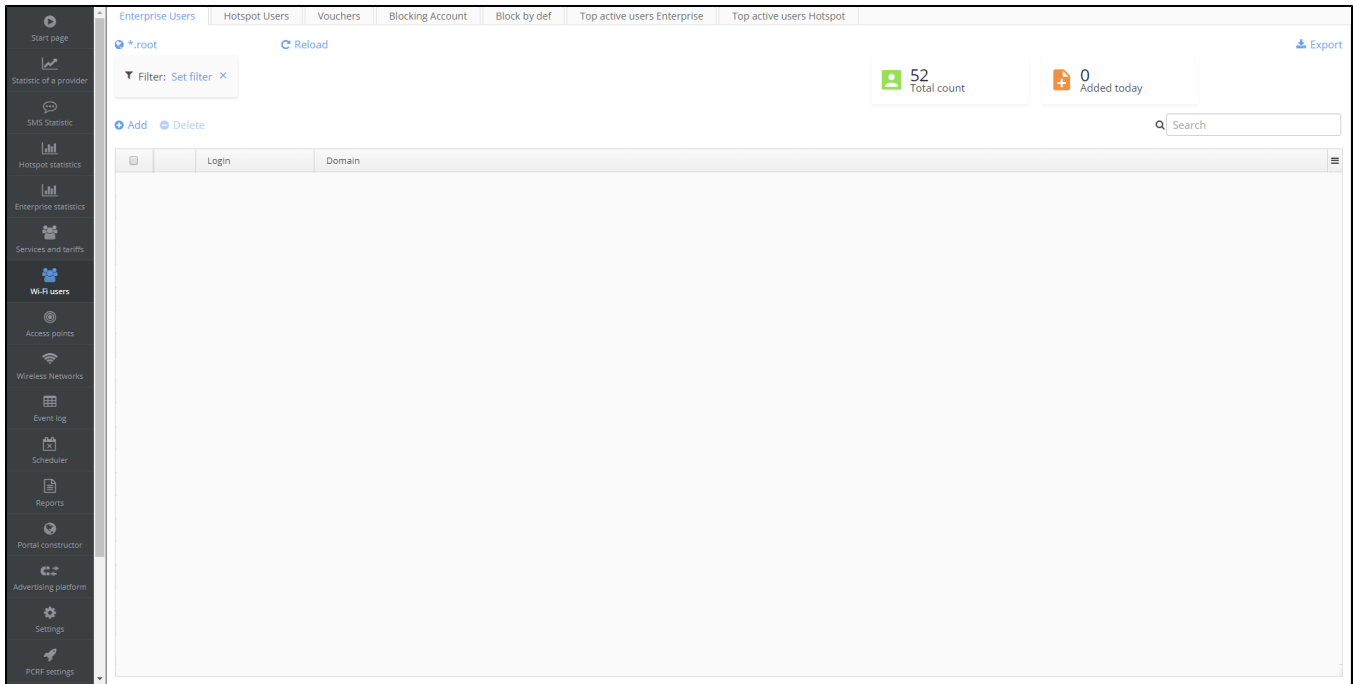 Start page
Statistic of a provider
SMS Statistic
Hotspot statistics
Enterprise statistics
Services and tariffs
Wi-Fi users
Access points
Wireless Networks
Event log
Scheduler
Reports
Portal constructor
Advertising platform
Settings
PCRF settings
Enterprise Users Hotspot Users Vouchers Blocking Account Block by def Top active users Enterprise Top active users Hotspot
*.root Reload Export
Filter: Set filter ×
52
Total count
0
Added today
Add Delete Search
Login Domain